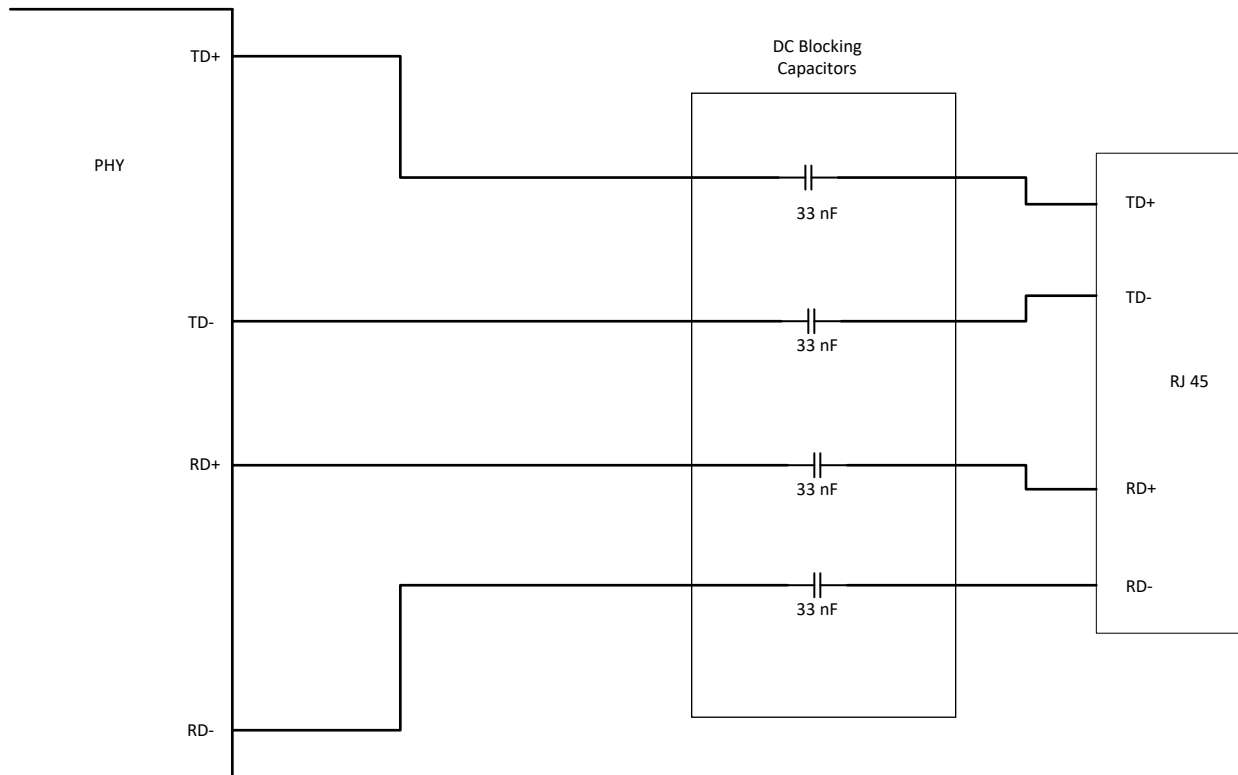 TD+
DC Blocking
Capacitors
PHY
33 nF
TD+
TD-
TD-
33 nF
RJ 45
RD+
33 nF
RD+
33 nF
RD-
RD-